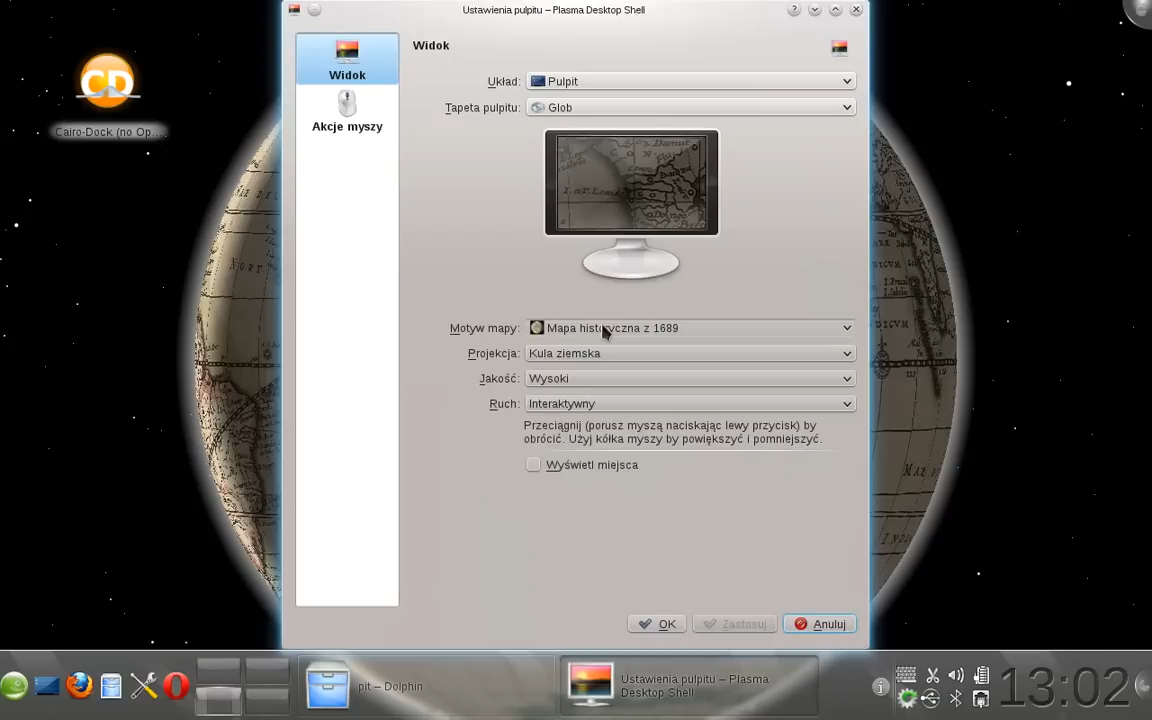 Ustawienia pulpitu – Plasma Desktop Shell
Widok
Akcje myszy
Widok
Układ: Pulpit
Tapeta pulpitu: Glob
Motyw mapy: Mapa historyczna z 1689
Projekcja: Kula ziemska
Jakość: Wysoki
Ruch: Interaktywny
Przeciągnij (porusz myszą naciskając lewy przycisk) by
obrócić. Użyj kółka myszy by powiększyć i pomniejszyć.
Wyświetl miejsca
OK
Zastosuj
Anuluj
CD
Cairo-Dock (no Op....
pit – Dolphin
Ustawienia pulpitu – Plasma
Desktop Shell
13:02